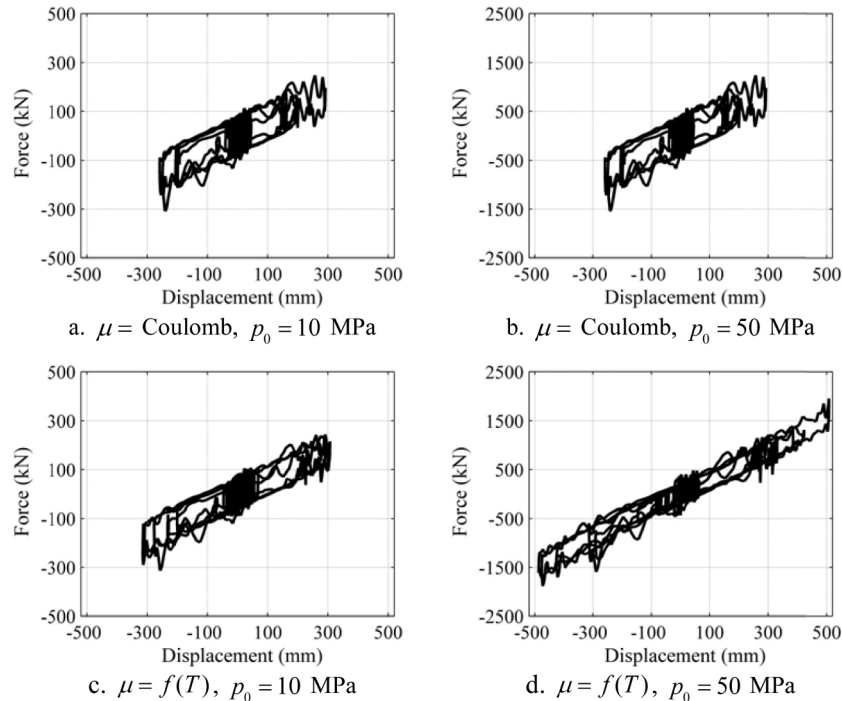 500
300
100
-100
-300
-500
Force (kN)
-500 -300 -100 100 300 500
Displacement (mm)
a. μ = Coulomb, p₀ = 10 MPa
2500
1500
500
-500
-1500
-2500
Force (kN)
-500 -300 -100 100 300 500
Displacement (mm)
b. μ = Coulomb, p₀ = 50 MPa
500
300
100
-100
-300
-500
Force (kN)
-500 -300 -100 100 300 500
Displacement (mm)
c. μ = f(T), p₀ = 10 MPa
2500
1500
500
-500
-1500
-2500
Force (kN)
-500 -300 -100 100 300 500
Displacement (mm)
d. μ = f(T), p₀ = 50 MPa